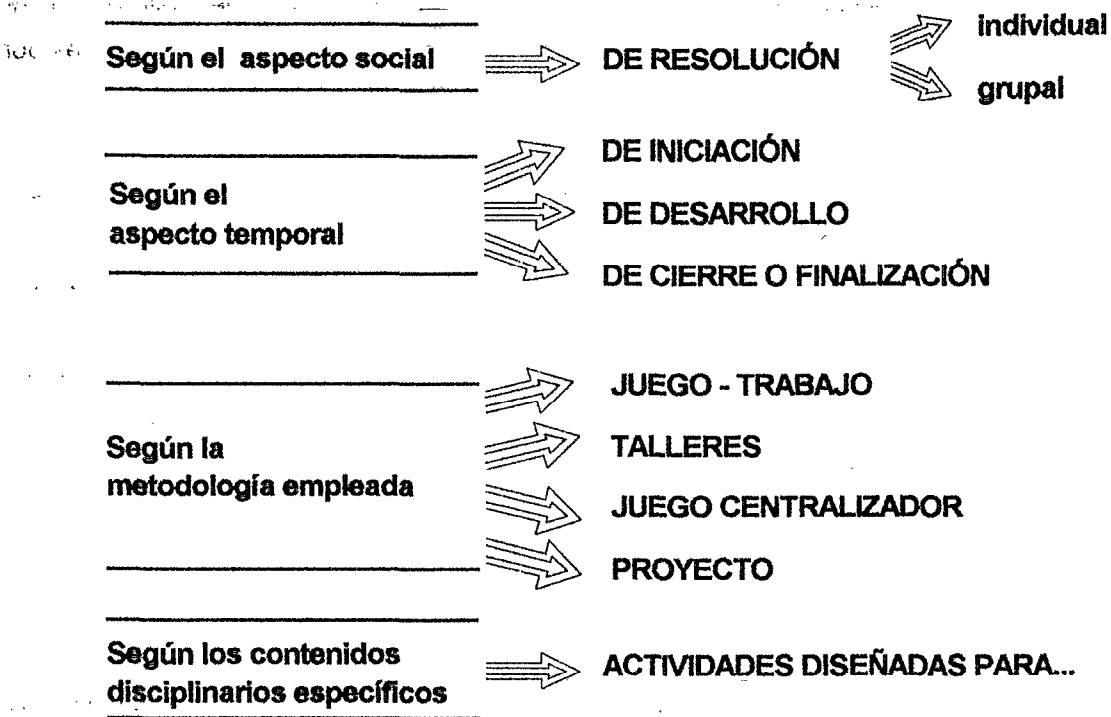 Según el aspecto social
DE RESOLUCIÓN
individual
grupal
Según el
aspecto temporal
DE INICIACIÓN
DE DESARROLLO
DE CIERRE O FINALIZACIÓN
Según la
metodología empleada
JUEGO - TRABAJO
TALLERES
JUEGO CENTRALIZADOR
PROYECTO
Según los contenidos
disciplinarios específicos
ACTIVIDADES DISEÑADAS PARA...